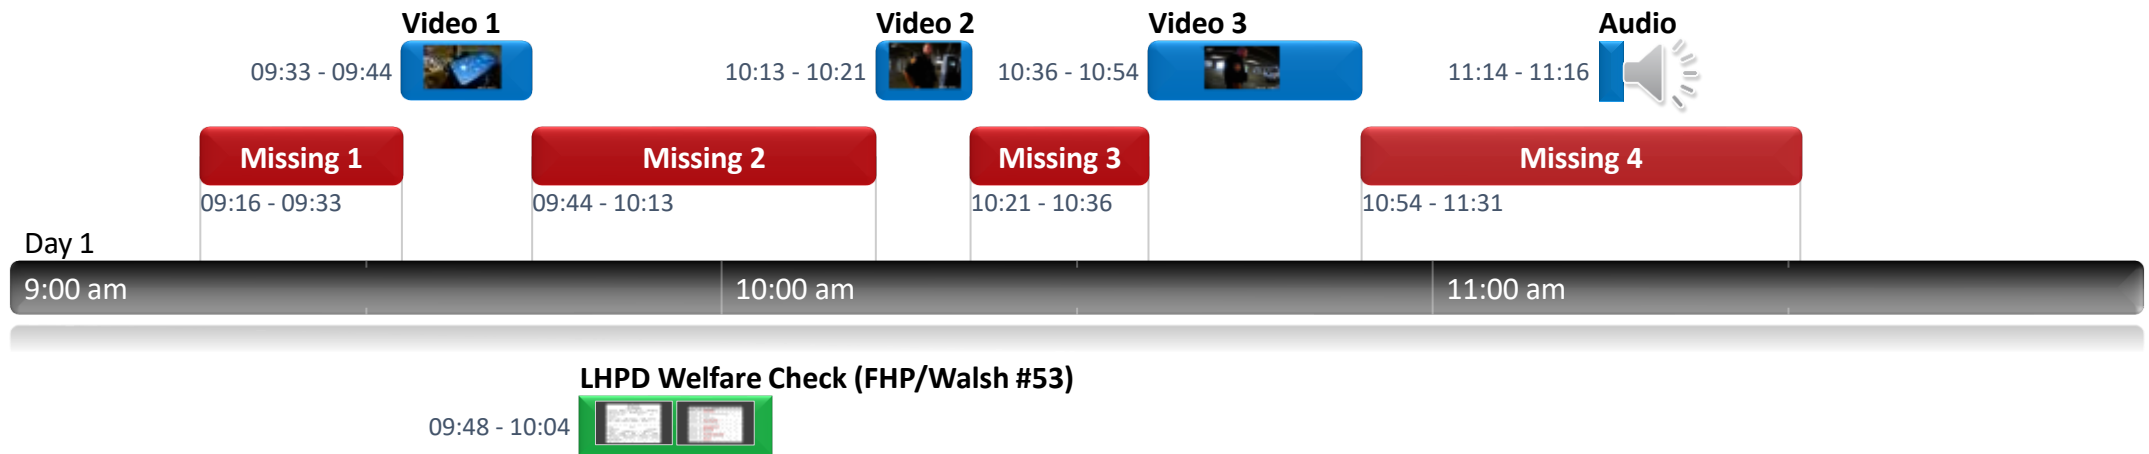 Video 1
Video 2
Video 3
Audio
09:33 - 09:44
10:13 - 10:21
10:36 - 10:54
11:14 - 11:16
Missing 1
Missing 2
Missing 3
Missing 4
09:16 - 09:33
09:44 - 10:13
10:21 - 10:36
10:54 - 11:31
Day 1
9:00 am
10:00 am
11:00 am
LHPD Welfare Check (FHP/Walsh #53)
09:48 - 10:04